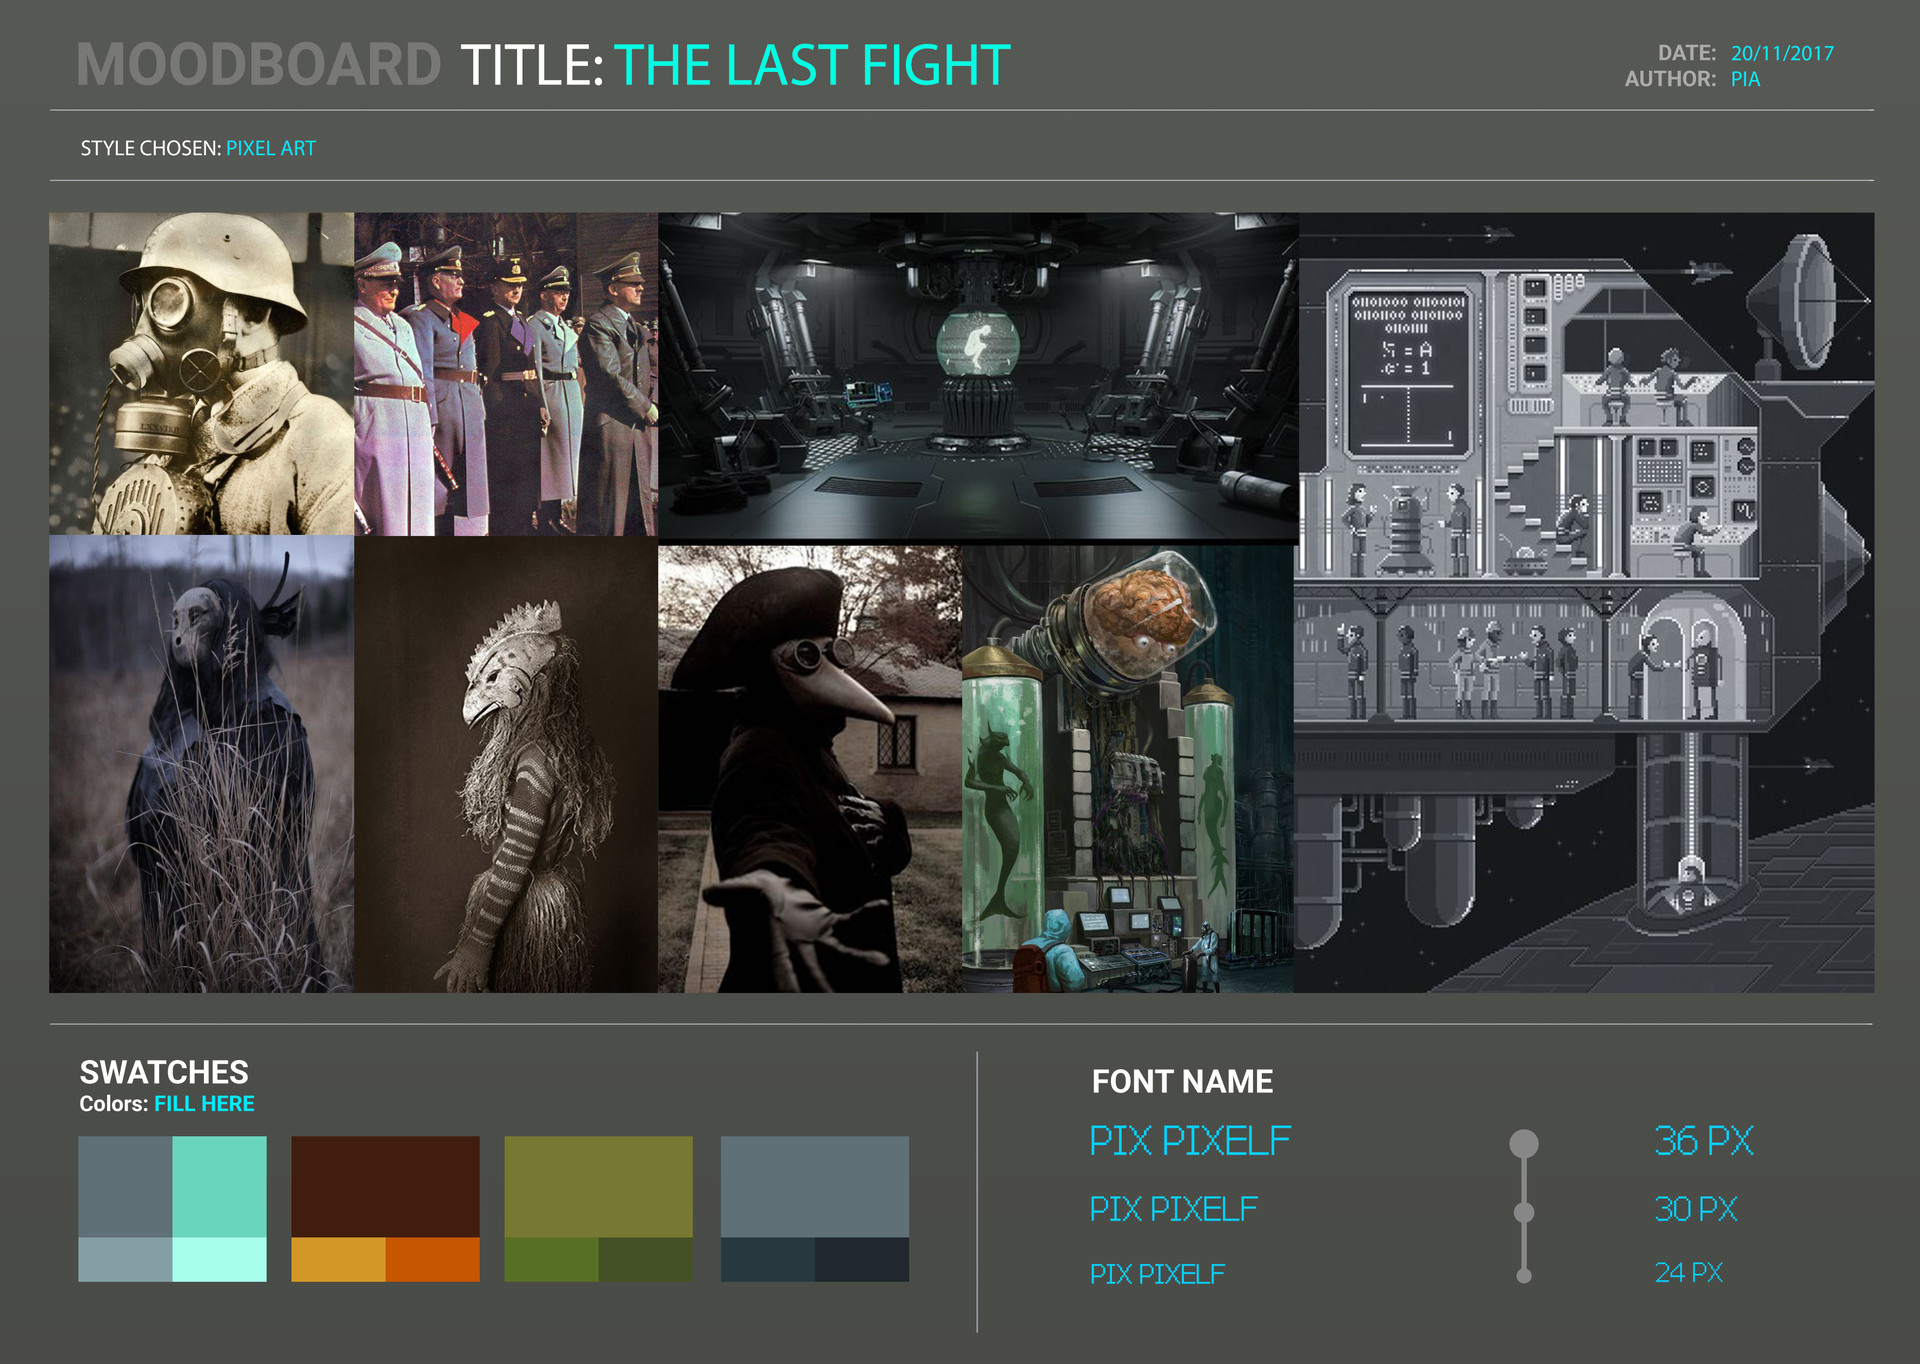 MOODBOARD TITLE: THE LAST FIGHT
DATE: 20/11/2017
AUTHOR: PIA
STYLE CHOSEN: PIXEL ART
SWATCHES
Colors: FILL HERE
FONT NAME
PIX PIXELF 36 PX
PIX PIXELF 30 PX
PIX PIXELF 24 PX